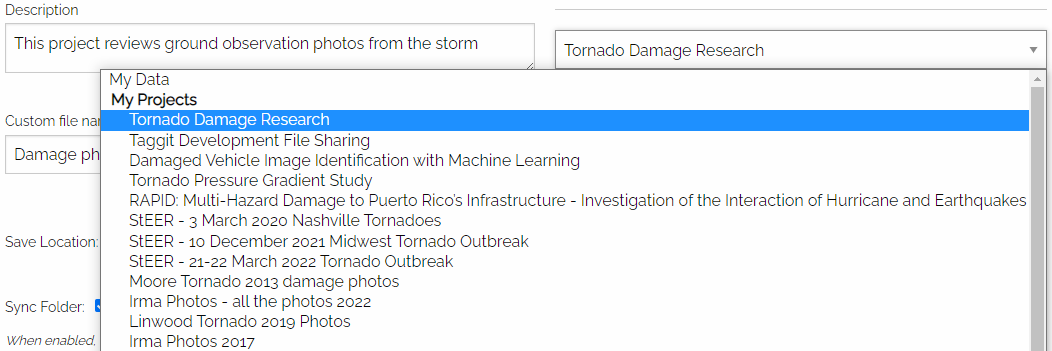 Description
This project reviews ground observation photos from the storm
Tornado Damage Research
My Data
My Projects
Tornado Damage Research
Custom file nam
Taggit Development File Sharing
Damage ph
Damaged Vehicle Image Identification with Machine Learning
Tornado Pressure Gradient Study
RAPID: Multi-Hazard Damage to Puerto Rico's Infrastructure - Investigation of the Interaction of Hurricane and Earthquakes
StEER - 3 March 2020 Nashville Tornadoes
Save Location:
StEER - 10 December 2021 Midwest Tornado Outbreak
StEER - 21-22 March 2022 Tornado Outbreak
Moore Tornado 2013 damage photos
Sync Folder:
Irma Photos - all the photos 2022
Linwood Tornado 2019 Photos
When enabled,
Irma Photos 2017